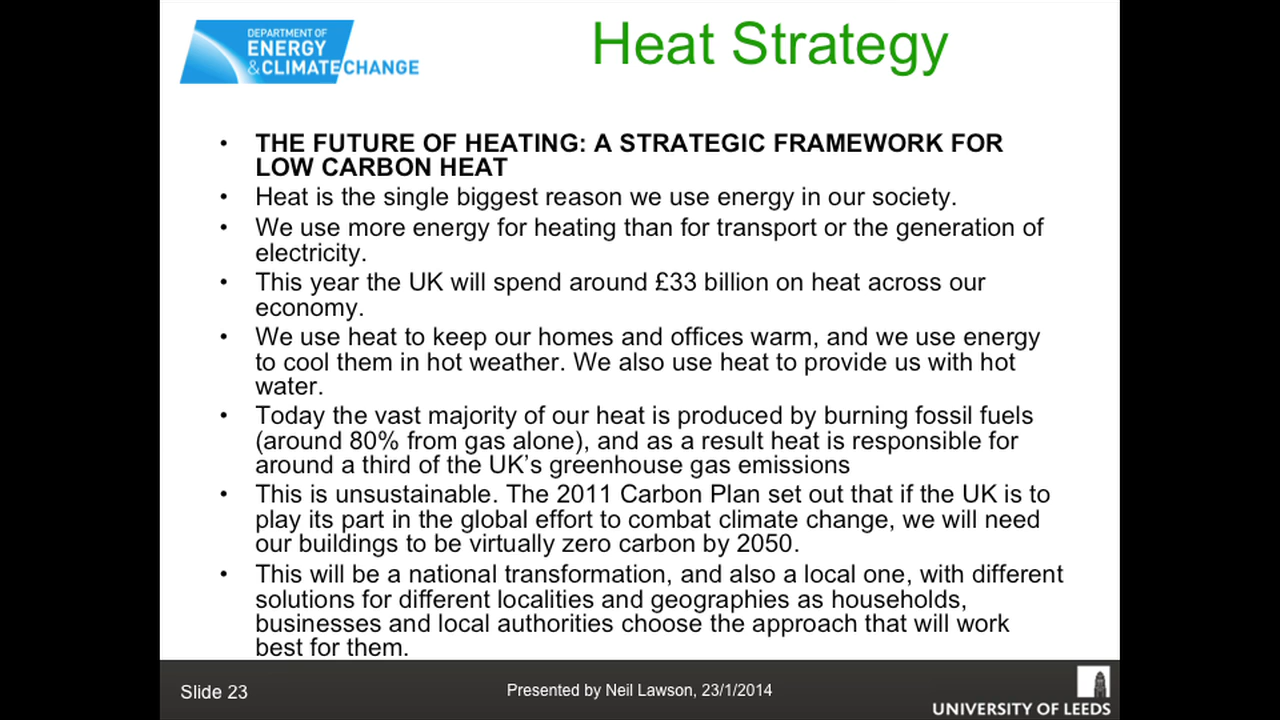 DEPARTMENT OF
ENERGY
&CLIMATE CHANGE
Heat Strategy
• THE FUTURE OF HEATING: A STRATEGIC FRAMEWORK FOR
LOW CARBON HEAT
• Heat is the single biggest reason we use energy in our society.
• We use more energy for heating than for transport or the generation of
electricity.
• This year the UK will spend around £33 billion on heat across our
economy.
• We use heat to keep our homes and offices warm, and we use energy
to cool them in hot weather. We also use heat to provide us with hot
water.
• Today the vast majority of our heat is produced by burning fossil fuels
(around 80% from gas alone), and as a result heat is responsible for
around a third of the UK’s greenhouse gas emissions
• This is unsustainable. The 2011 Carbon Plan set out that if the UK is to
play its part in the global effort to combat climate change, we will need
our buildings to be virtually zero carbon by 2050.
• This will be a national transformation, and also a local one, with different
solutions for different localities and geographies as households,
businesses and local authorities choose the approach that will work
best for them.
Slide 23
Presented by Neil Lawson, 23/1/2014
UNIVERSITY OF LEEDS